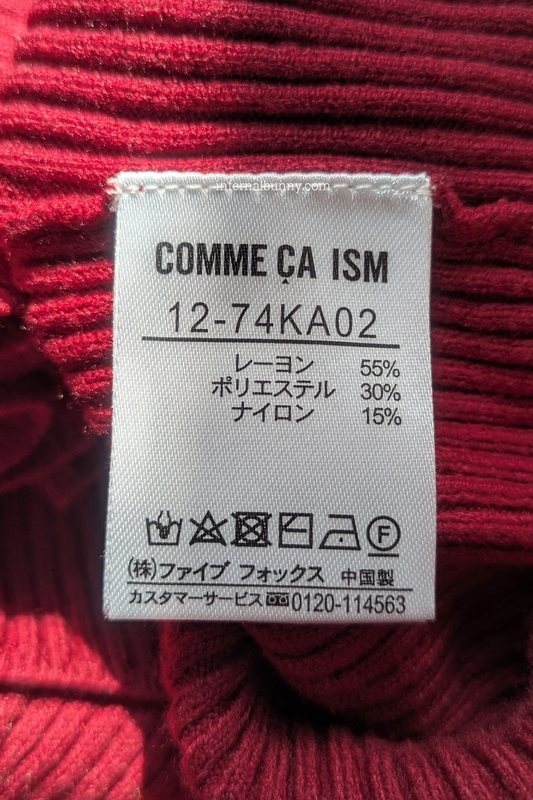 infernalbunny.com
COMME ÇA ISM
12-74KA02
レーヨン 55%
ポリエステル 30%
ナイロン 15%
F
(株)ファイブ フォックス 中国製
カスタマーサービス 0120-114563